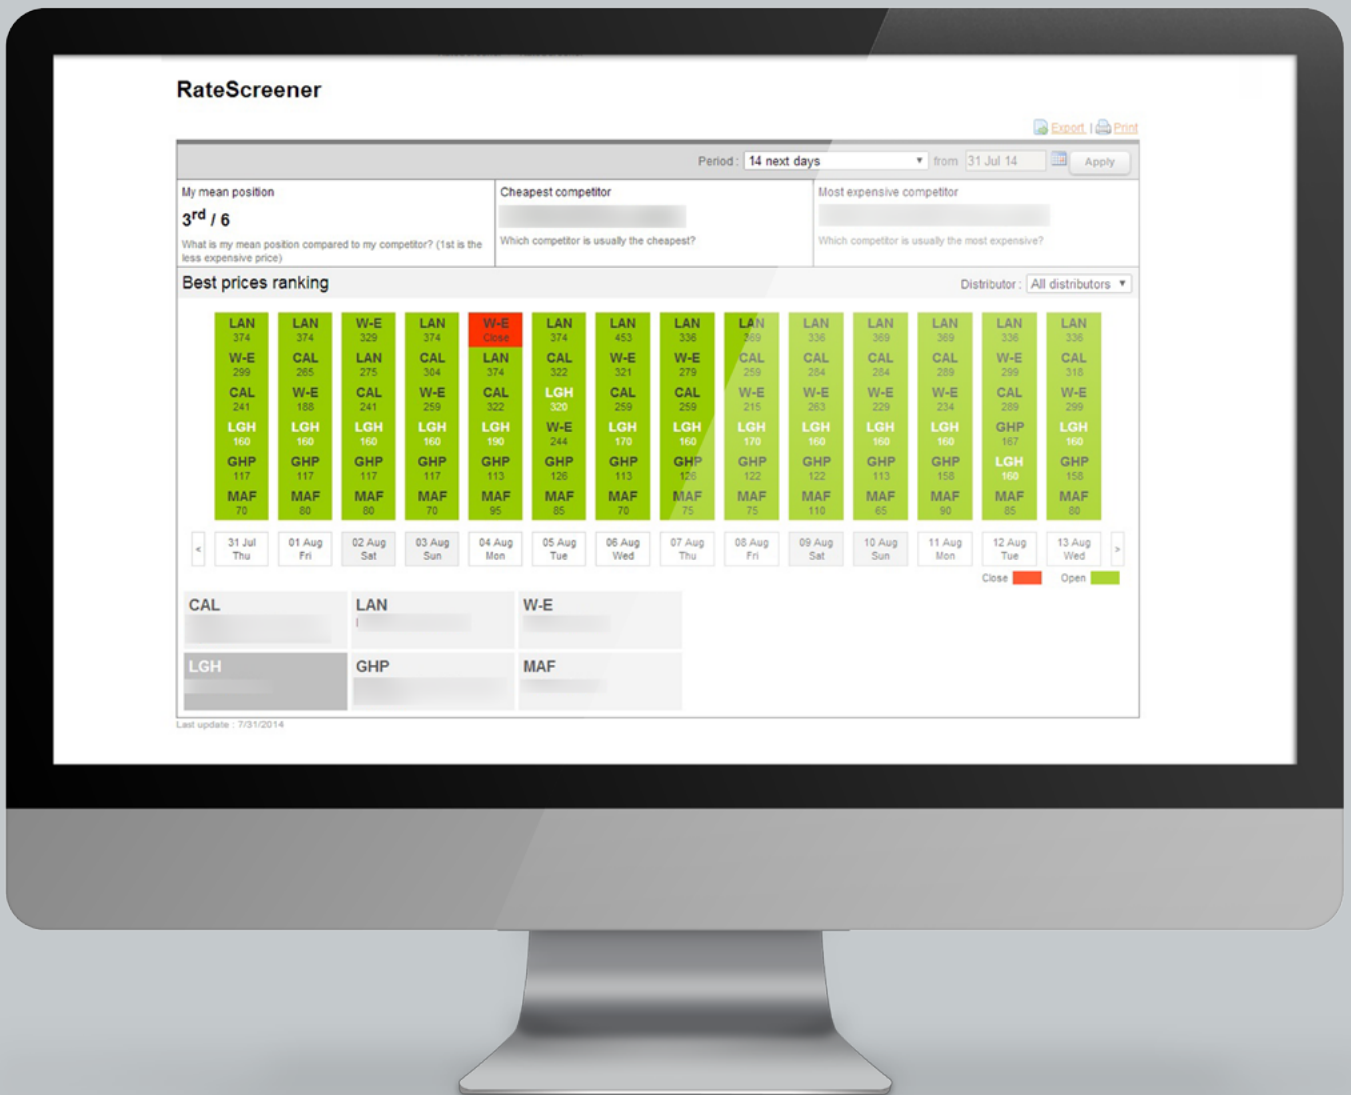 RateScreener
Export | Print
Period : 14 next days from 31 Jul 14 Apply
My mean position
3rd / 6
What is my mean position compared to my competitor? (1st is the
less expensive price)
Cheapest competitor
Which competitor is usually the cheapest?
Most expensive competitor
Which competitor is usually the most expensive?
Best prices ranking
Distributor : All distributors
LAN LAN W-E LAN W-E LAN LAN LAN LAN LAN LAN LAN LAN LAN
374 374 329 374 Close 374 453 336 369 336 369 369 336 336
W-E CAL LAN CAL LAN CAL W-E W-E CAL CAL CAL CAL W-E CAL
299 265 275 304 374 322 321 279 259 284 284 289 299 318
CAL W-E CAL W-E CAL LGH CAL CAL W-E W-E W-E W-E CAL W-E
241 188 241 259 322 320 259 259 215 263 229 234 289 299
LGH LGH LGH LGH LGH W-E LGH LGH LGH LGH LGH LGH GHP LGH
160 160 160 160 190 244 170 160 170 160 160 160 167 160
GHP GHP GHP GHP GHP GHP GHP GHP GHP GHP GHP GHP LGH GHP
117 117 117 117 113 126 113 126 122 122 113 158 160 158
MAF MAF MAF MAF MAF MAF MAF MAF MAF MAF MAF MAF MAF MAF
70 80 80 70 95 85 70 75 75 110 65 90 85 80
< 31 Jul 01 Aug 02 Aug 03 Aug 04 Aug 05 Aug 06 Aug 07 Aug 08 Aug 09 Aug 10 Aug 11 Aug 12 Aug 13 Aug >
Thu Fri Sat Sun Mon Tue Wed Thu Fri Sat Sun Mon Tue Wed
Close Open
CAL LAN W-E
LGH GHP MAF
Last update : 7/31/2014